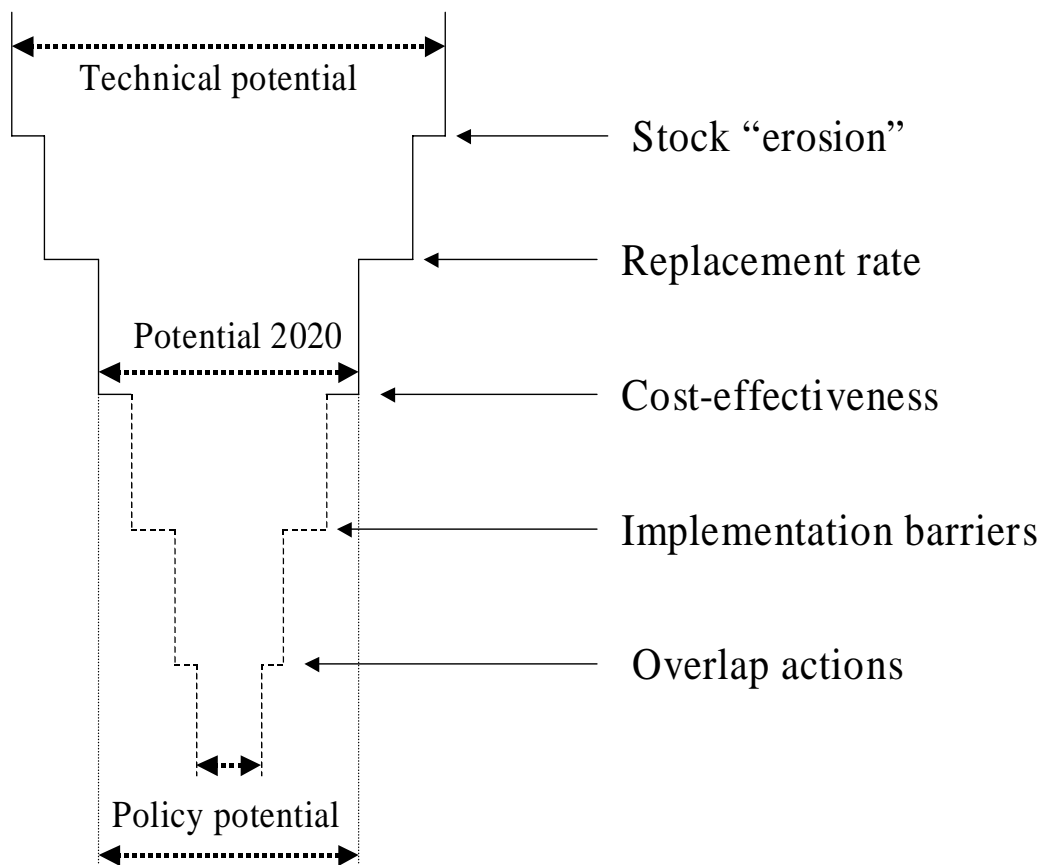 Technical potential
Stock “erosion”
Replacement rate
Potential 2020
Cost-effectiveness
Implementation barriers
Overlap actions
Policy potential